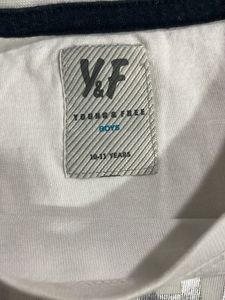 Y&F
YOUNG & FREE
BOYS
10-11 YEARS